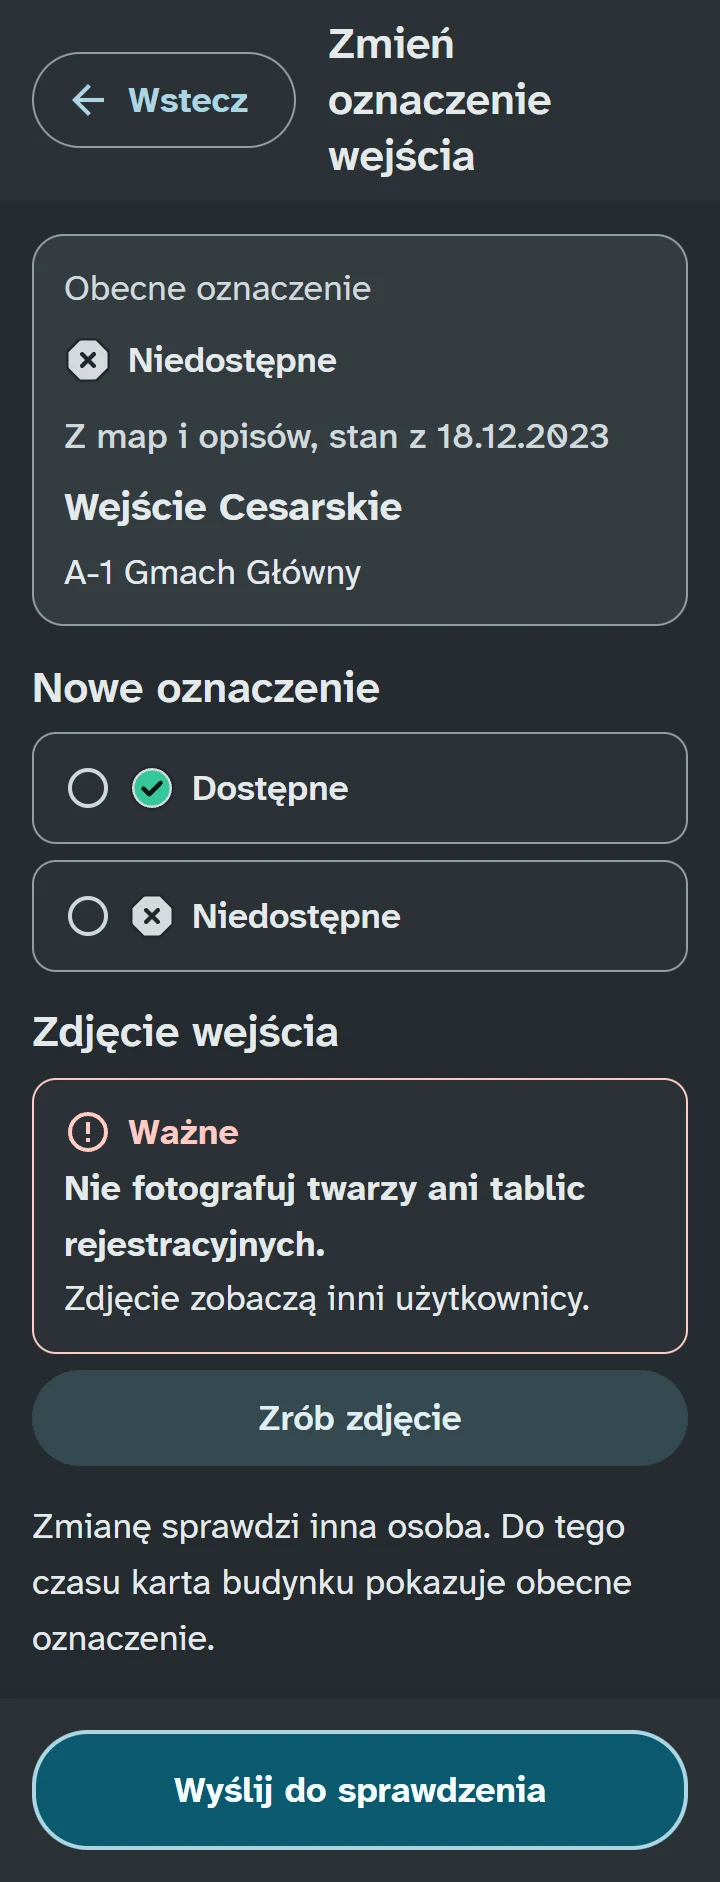 Wstecz
Zmień
oznaczenie
wejścia
Obecne oznaczenie
Niedostępne
Z map i opisów, stan z 18.12.2023
Wejście Cesarskie
A-1 Gmach Główny
Nowe oznaczenie
Dostępne
Niedostępne
Zdjęcie wejścia
Ważne
Nie fotografuj twarzy ani tablic
rejestracyjnych.
Zdjęcie zobaczą inni użytkownicy.
Zrób zdjęcie
Zmianę sprawdzi inna osoba. Do tego
czasu karta budynku pokazuje obecne
oznaczenie.
Wyślij do sprawdzenia